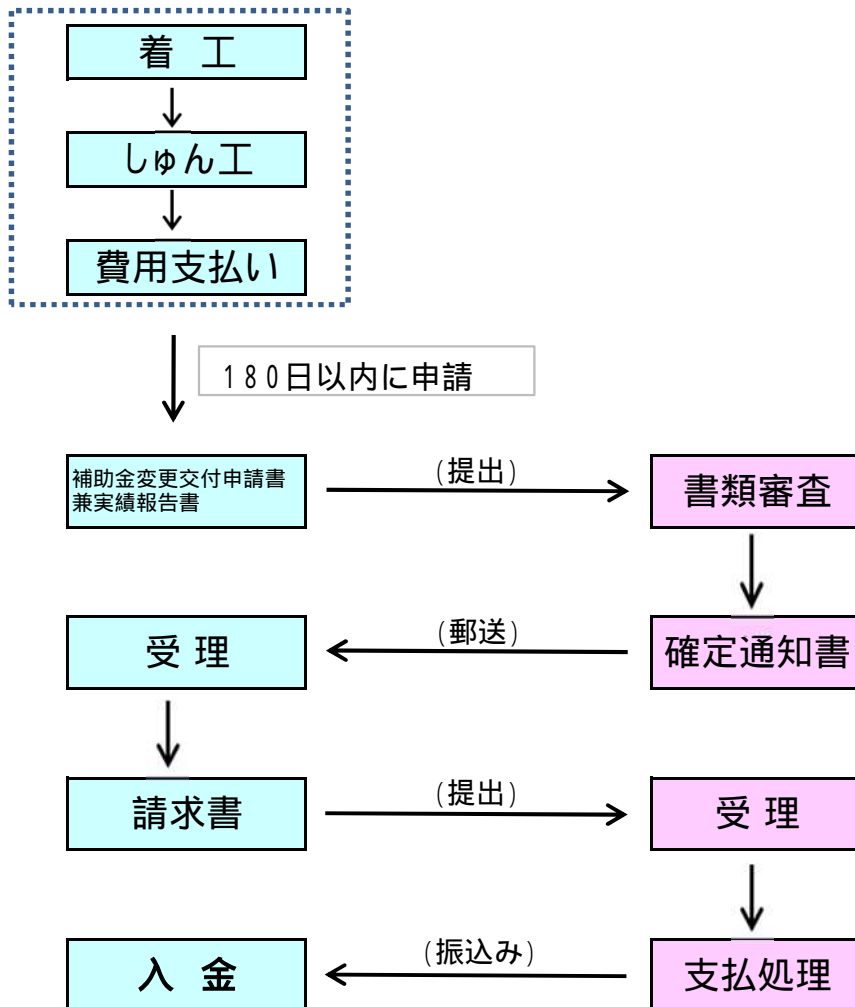 着 工
しゅん工
費用支払い
180日以内に申請
補助金変更交付申請書
兼実績報告書
(提出)
書類審査
受 理
(郵送)
確定通知書
請求書
(提出)
受 理
入 金
(振込み)
支払処理